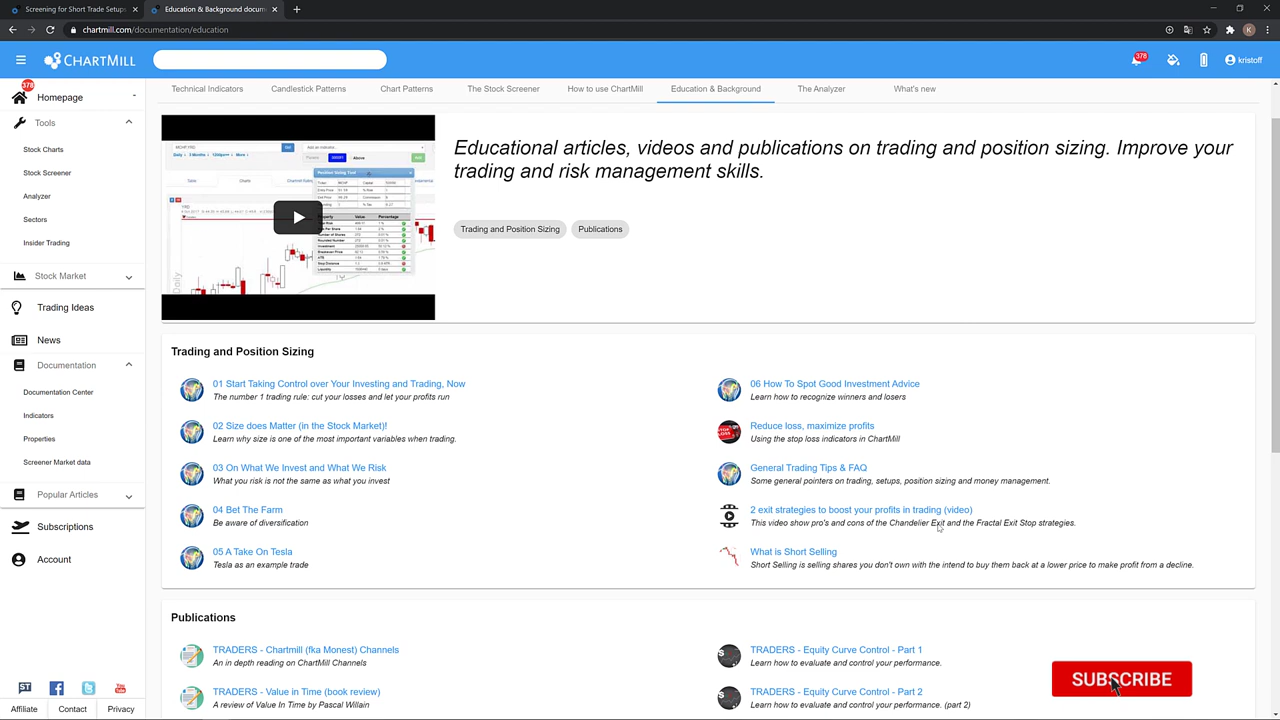 Screening for Short Trade Setups
Education & Background docum
chartmill.com/documentation/education
CHARTMILL
378
kristoff
378
Homepage
Tools
Stock Charts
Stock Screener
Analyzer
Sectors
Insider Trading
Stock Market
Trading Ideas
News
Documentation
Documentation Center
Indicators
Properties
Screener Market data
Popular Articles
Subscriptions
Account
Affiliate
Contact
Privacy
Technical Indicators
Candlestick Patterns
Chart Patterns
The Stock Screener
How to use ChartMill
Education & Background
The Analyzer
What's new
Position Sizing Tool
Educational articles, videos and publications on trading and position sizing. Improve your
trading and risk management skills.
Trading and Position Sizing
Publications
Trading and Position Sizing
01 Start Taking Control over Your Investing and Trading, Now
The number 1 trading rule: cut your losses and let your profits run
02 Size does Matter (in the Stock Market)!
Learn why size is one of the most important variables when trading.
03 On What We Invest and What We Risk
What you risk is not the same as what you invest
04 Bet The Farm
Be aware of diversification
05 A Take On Tesla
Tesla as an example trade
06 How To Spot Good Investment Advice
Learn how to recognize winners and losers
Reduce loss, maximize profits
Using the stop loss indicators in ChartMill
General Trading Tips & FAQ
Some general pointers on trading, setups, position sizing and money management.
2 exit strategies to boost your profits in trading (video)
This video show pro's and cons of the Chandelier Exit and the Fractal Exit Stop strategies.
What is Short Selling
Short Selling is selling shares you don't own with the intend to buy them back at a lower price to make profit from a decline.
Publications
TRADERS - Chartmill (fka Monest) Channels
An in depth reading on ChartMill Channels
TRADERS - Value in Time (book review)
A review of Value In Time by Pascal Willain
TRADERS - Equity Curve Control - Part 1
Learn how to evaluate and control your performance.
TRADERS - Equity Curve Control - Part 2
Learn how to evaluate and control your performance. (part 2)
SUBSCRIBE